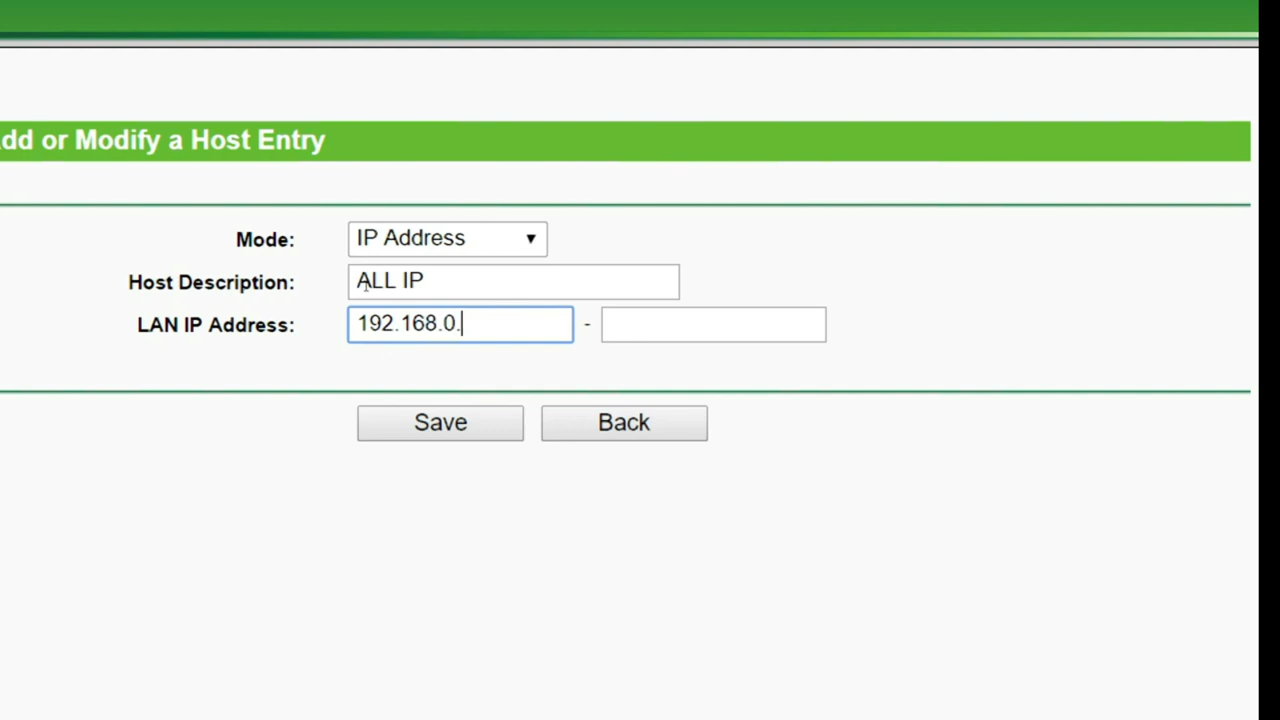 dd or Modify a Host Entry
Mode: IP Address
Host Description: ALL IP
LAN IP Address: 192.168.0. -
Save Back